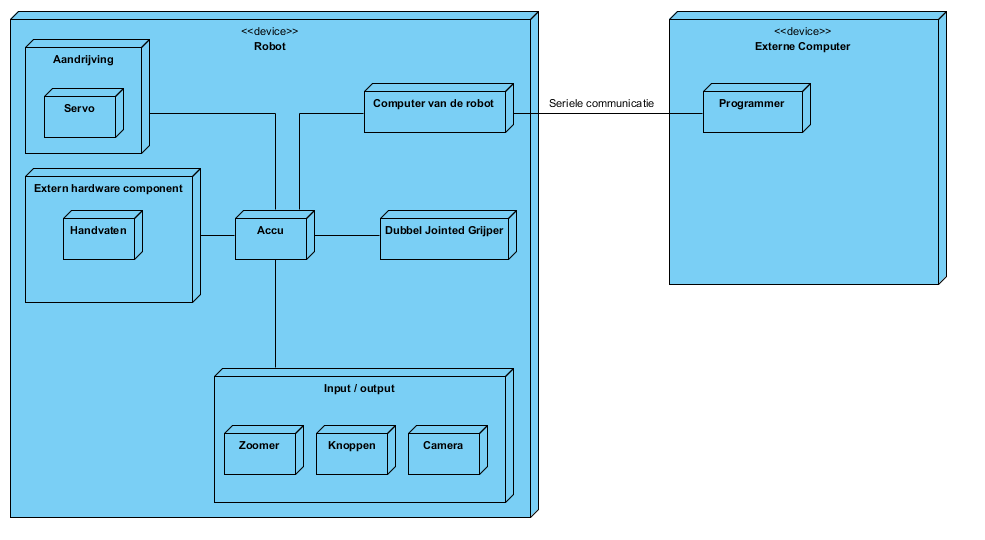 <<device>>
Robot
<<device>>
Externe Computer
Aandrijving
Servo
Computer van de robot
Seriele communicatie
Programmer
Extern hardware component
Handvaten
Accu
Dubbel Jointed Grijper
Input / output
Zoomer
Knoppen
Camera